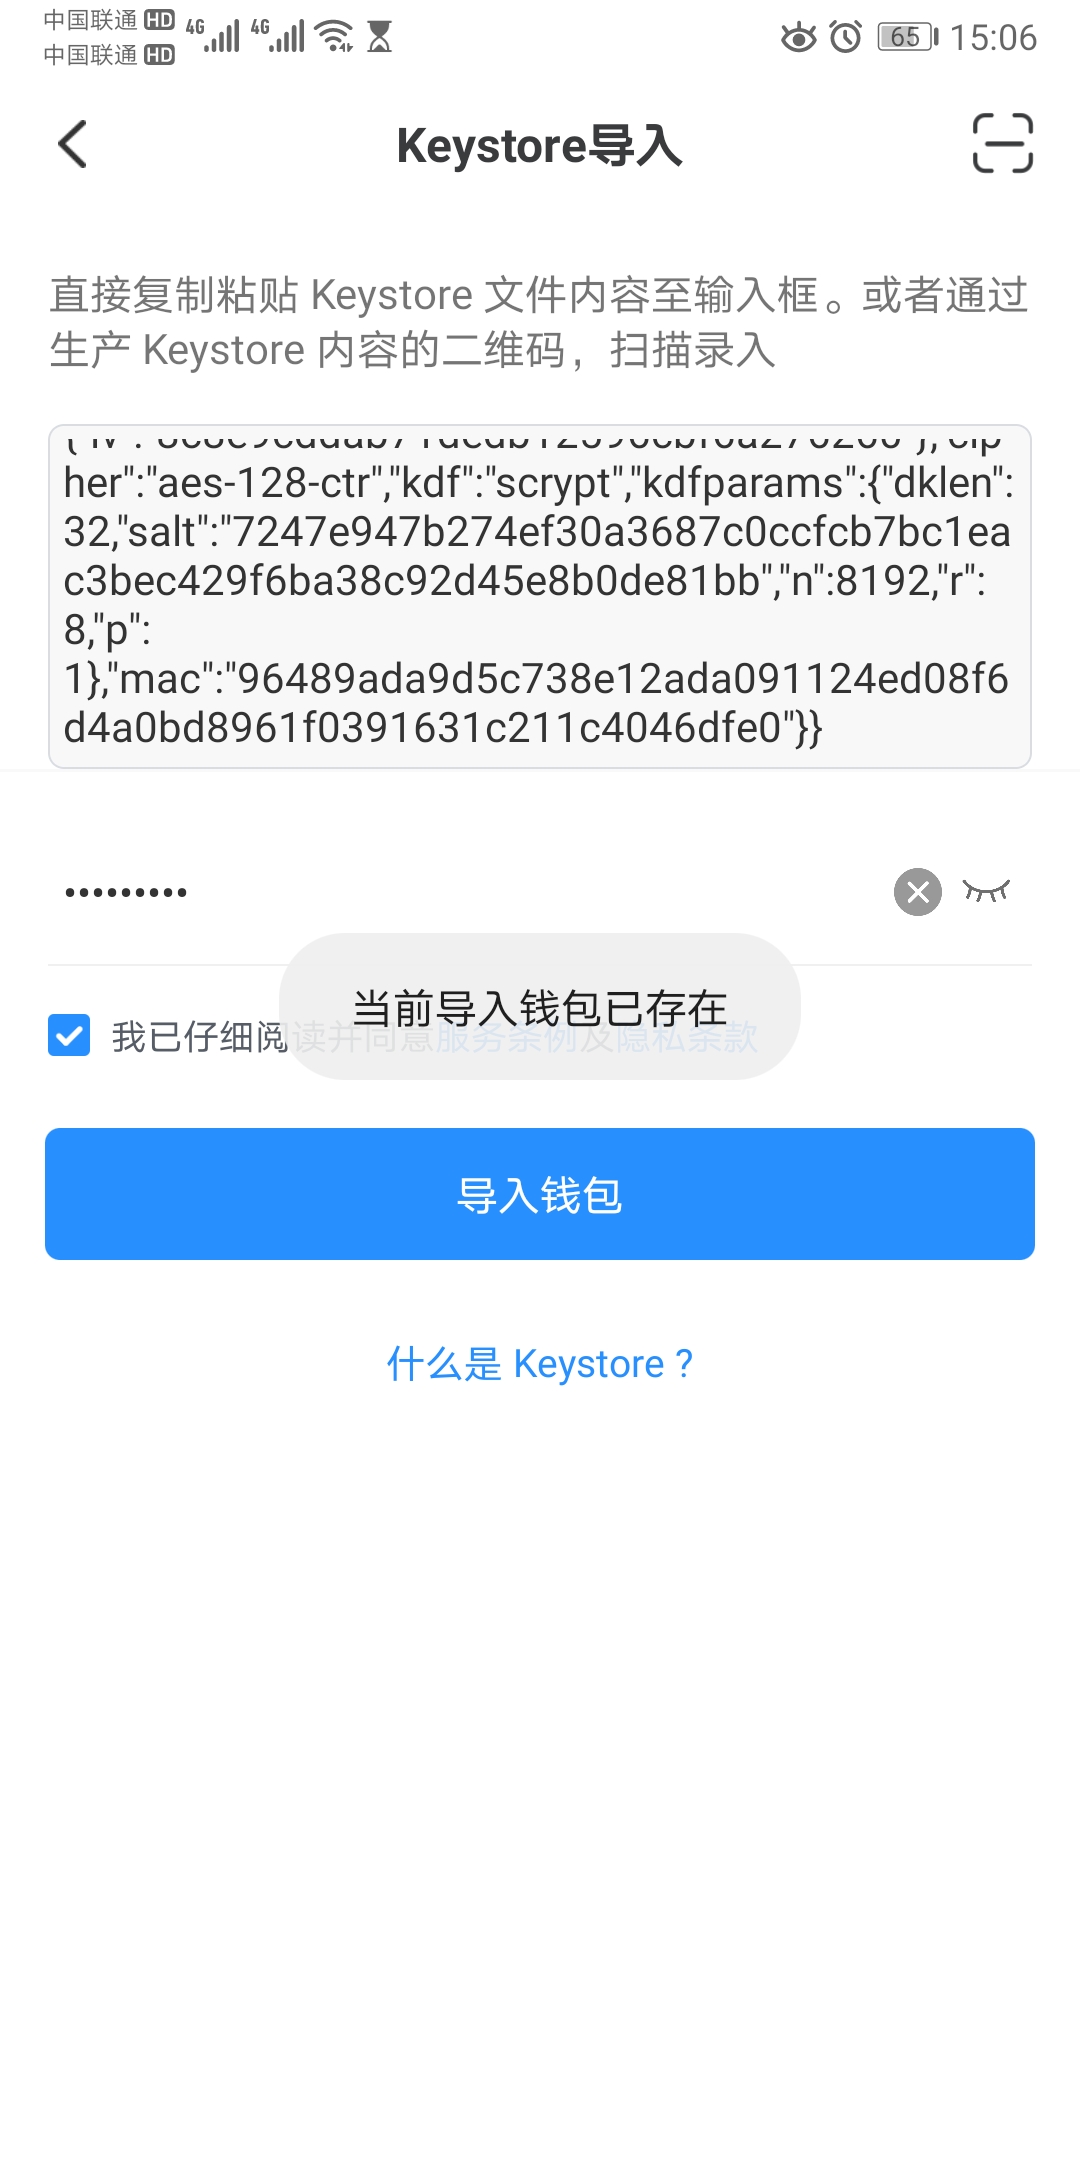 中国联通 HD 4G 4G 65 15:06
中国联通 HD
Keystore导入
直接复制粘贴 Keystore 文件内容至输入框。或者通过
生产 Keystore 内容的二维码，扫描录入
her":"aes-128-ctr","kdf":"scrypt","kdfparams":{"dklen":
32,"salt":"7247e947b274ef30a3687c0ccfcb7bc1ea
c3bec429f6ba38c92d45e8b0de81bb","n":8192,"r":
8,"p":
1},"mac":"96489ada9d5c738e12ada091124ed08f6
d4a0bd8961f0391631c211c4046dfe0"}}
当前导入钱包已存在
我已仔细阅读并同意服务条例及隐私条款
导入钱包
什么是 Keystore ?